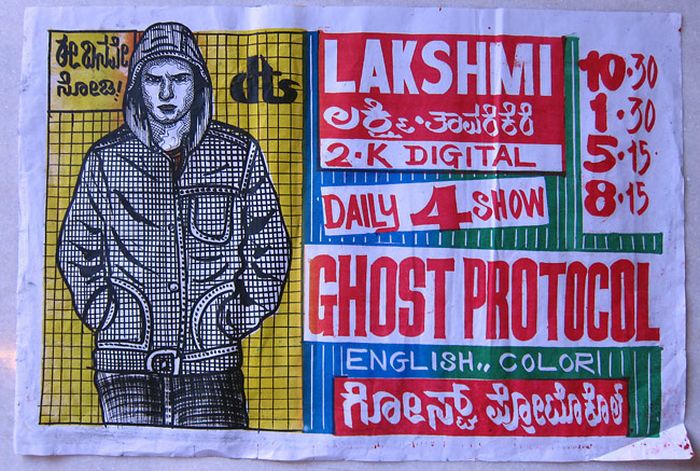 ಈ ದಿನವೇ
ನೋಡಿ!
dts
LAKSHMI
ಲಕ್ಷ್ಮಿ·ತಾವರೆಕೆರೆ
2·K DIGITAL
DAILY 4 SHOW
10·30
1·30
5·15
8·15
GHOST PROTOCOL
ENGLISH,, COLOR
ಗೋಸ್ಟ್ ಪ್ರೋಟೊಕೊಲ್